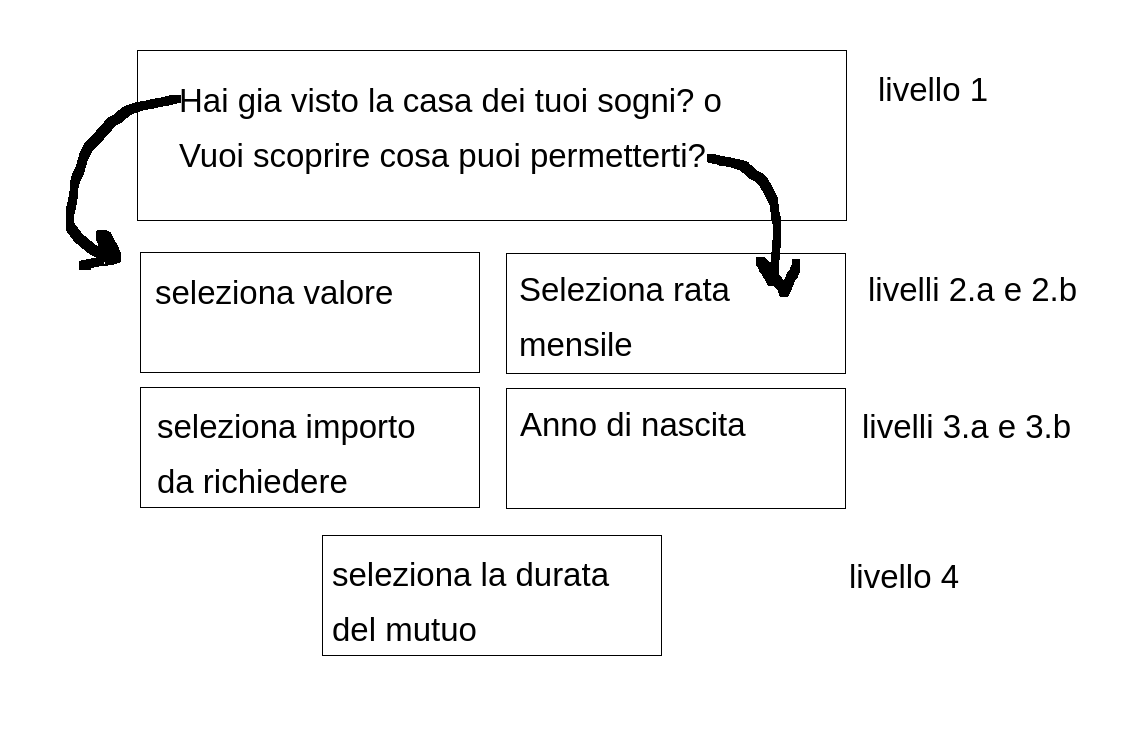 Hai gia visto la casa dei tuoi sogni? o
Vuoi scoprire cosa puoi permetterti?
livello 1
seleziona valore
Seleziona rata
mensile
livelli 2.a e 2.b
seleziona importo
da richiedere
Anno di nascita
livelli 3.a e 3.b
seleziona la durata
del mutuo
livello 4